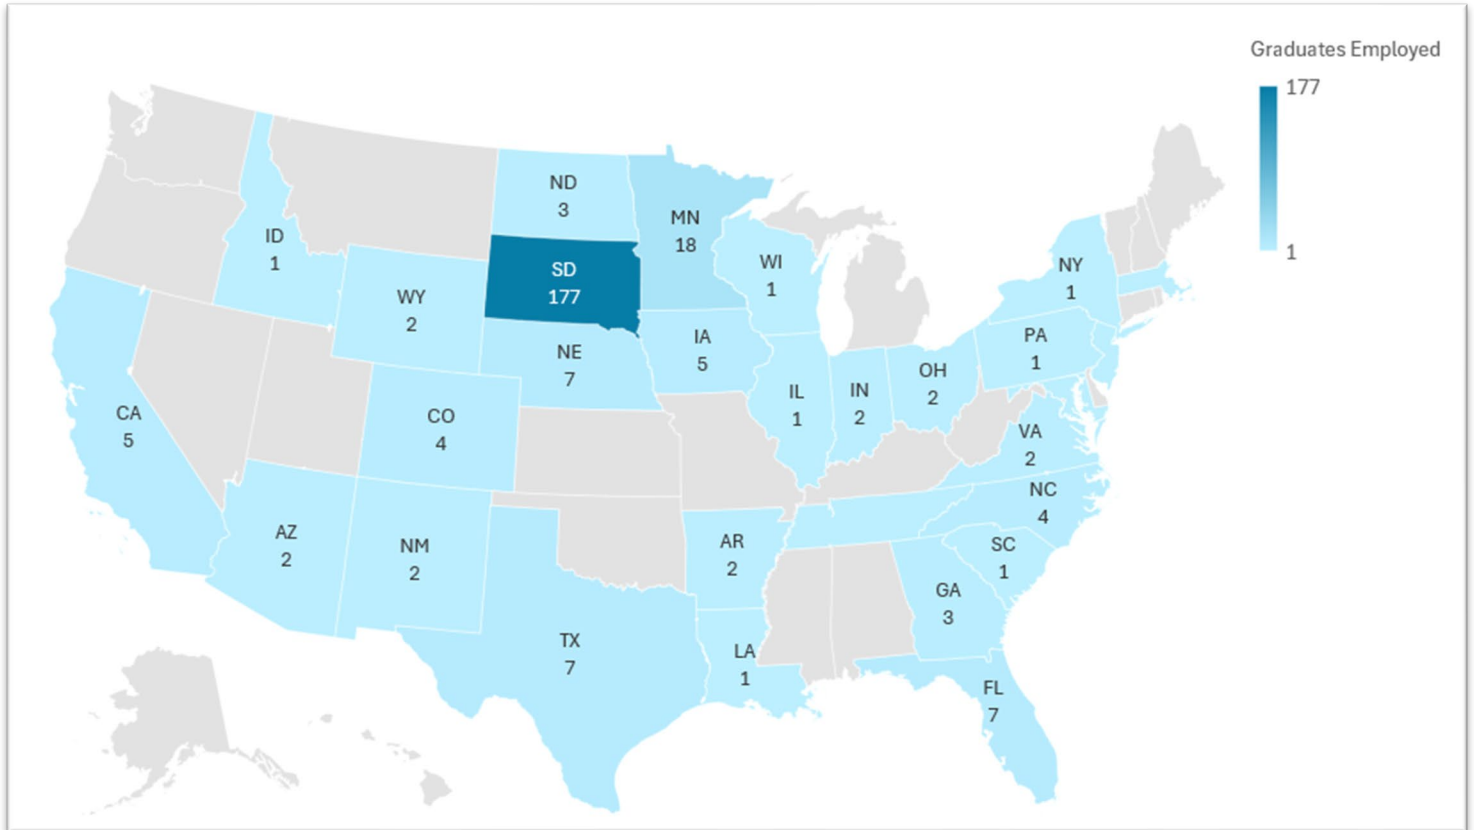 Graduates Employed
177
1
ND
3
MN
18
ID
1
SD
177
WI
1
NY
1
WY
2
IA
5
PA
1
NE
7
OH
2
IL
1
IN
2
CA
5
CO
4
VA
2
NC
4
AZ
2
NM
2
AR
2
SC
1
GA
3
TX
7
LA
1
FL
7